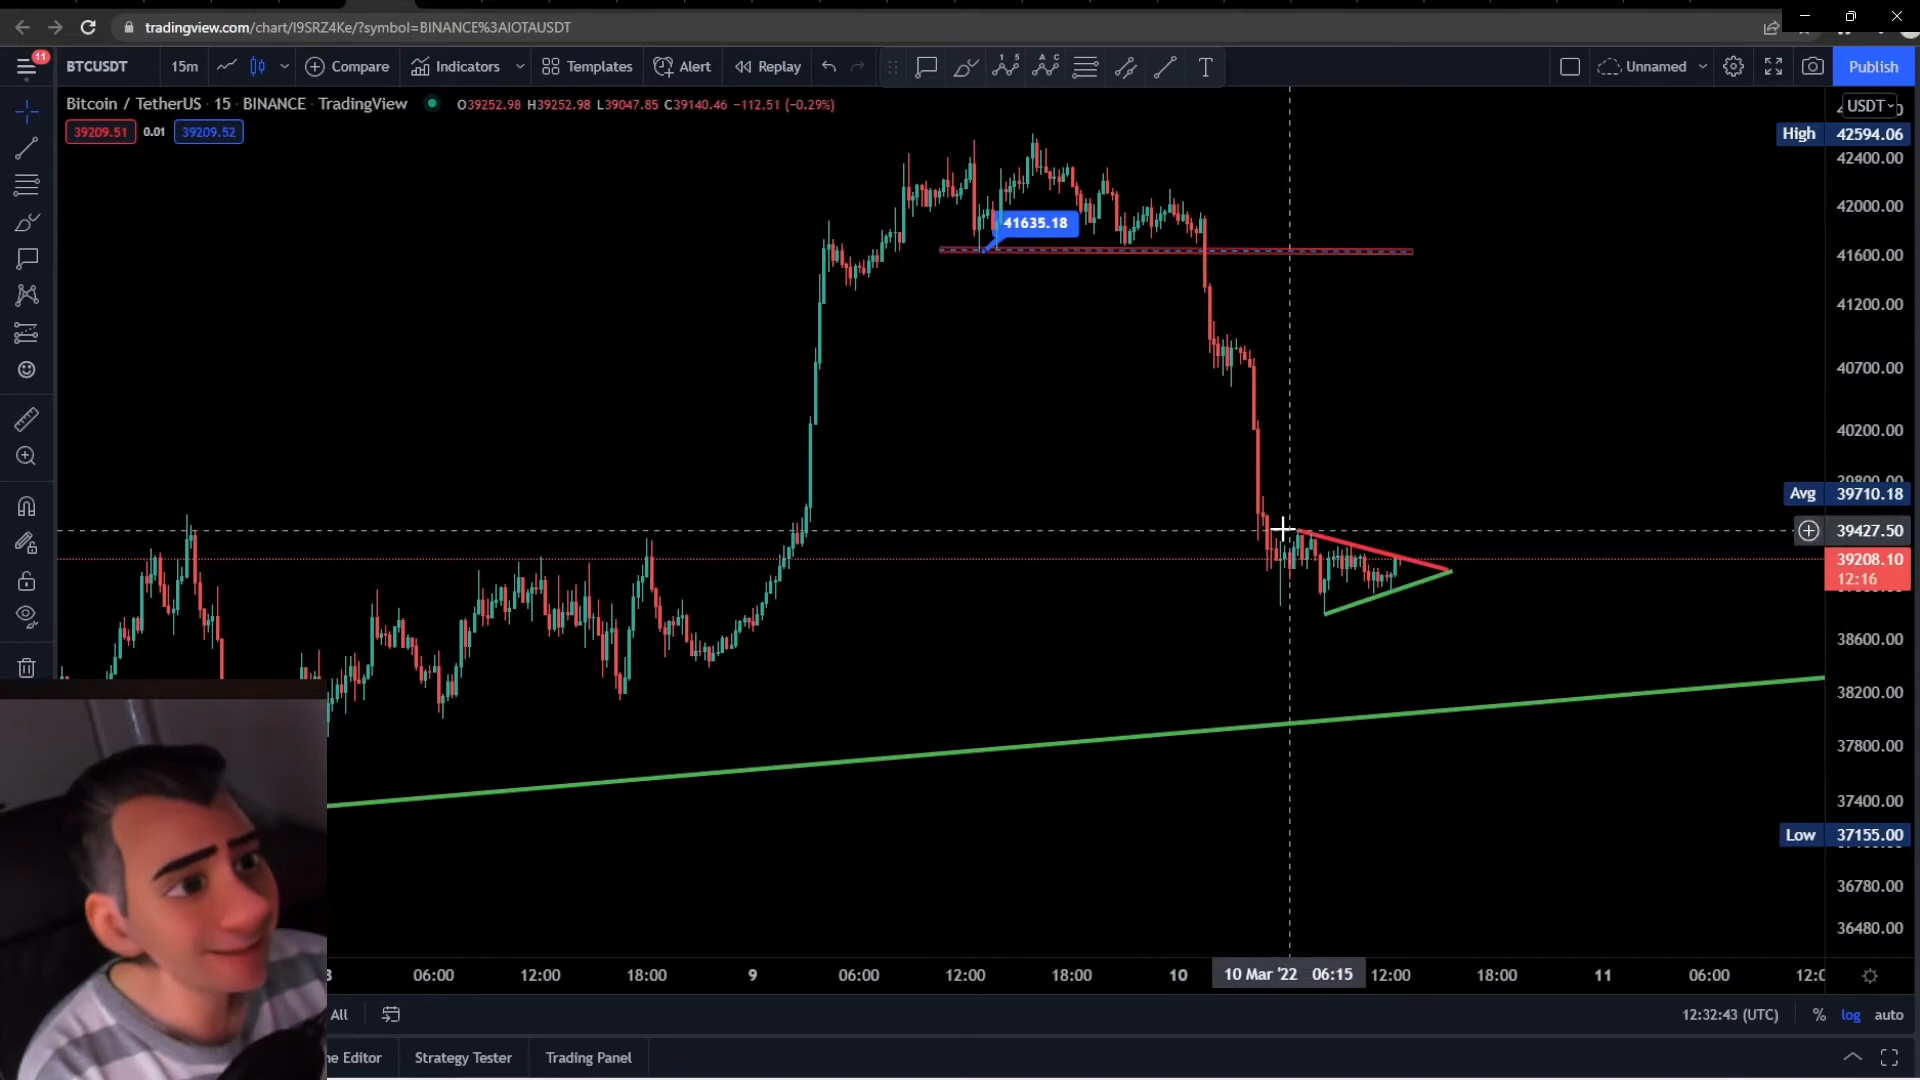 tradingview.com/chart/I9SRZ4Ke/?symbol=BINANCE%3AIOTAUSDT
11
BTCUSDT 15m Compare Indicators Templates Alert Replay T Unnamed Publish
Bitcoin / TetherUS · 15 · BINANCE · TradingView O39252.98 H39252.98 L39047.85 C39140.46 −112.51 (−0.29%)
USDT
39209.51 0.01 39209.52
High 42594.06
42400.00
42000.00
41635.18
41600.00
41200.00
40700.00
40200.00
Avg 39710.18
39427.50
39208.10
12:16
38600.00
38200.00
37800.00
37400.00
Low 37155.00
36780.00
36480.00
06:00 12:00 18:00 9 06:00 12:00 18:00 10 10 Mar '22 06:15 12:00 18:00 11 06:00
All 12:32:43 (UTC) % log auto
Editor Strategy Tester Trading Panel